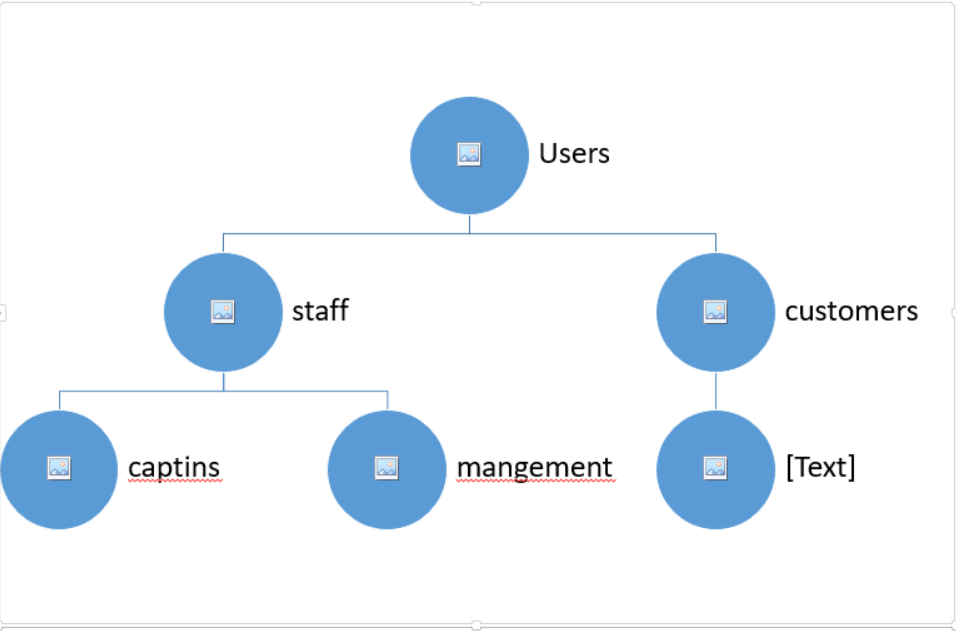 Users
staff
customers
captins
mangement
[Text]